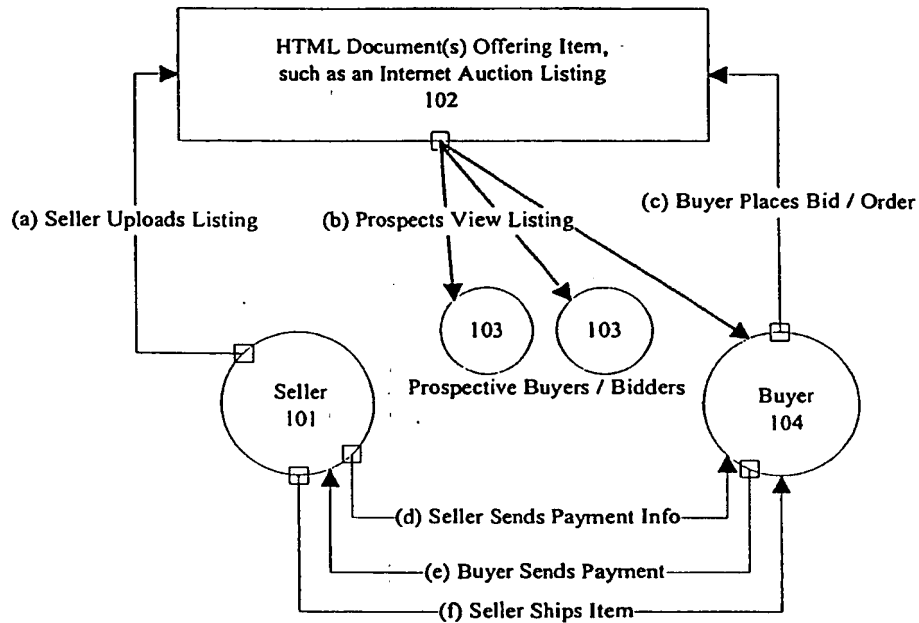 HTML Document(s) Offering Item,
such as an Internet Auction Listing
102
(a) Seller Uploads Listing
(b) Prospects View Listing
(c) Buyer Places Bid / Order
103
103
Prospective Buyers / Bidders
Seller
101
Buyer
104
(d) Seller Sends Payment Info
(e) Buyer Sends Payment
(f) Seller Ships Item